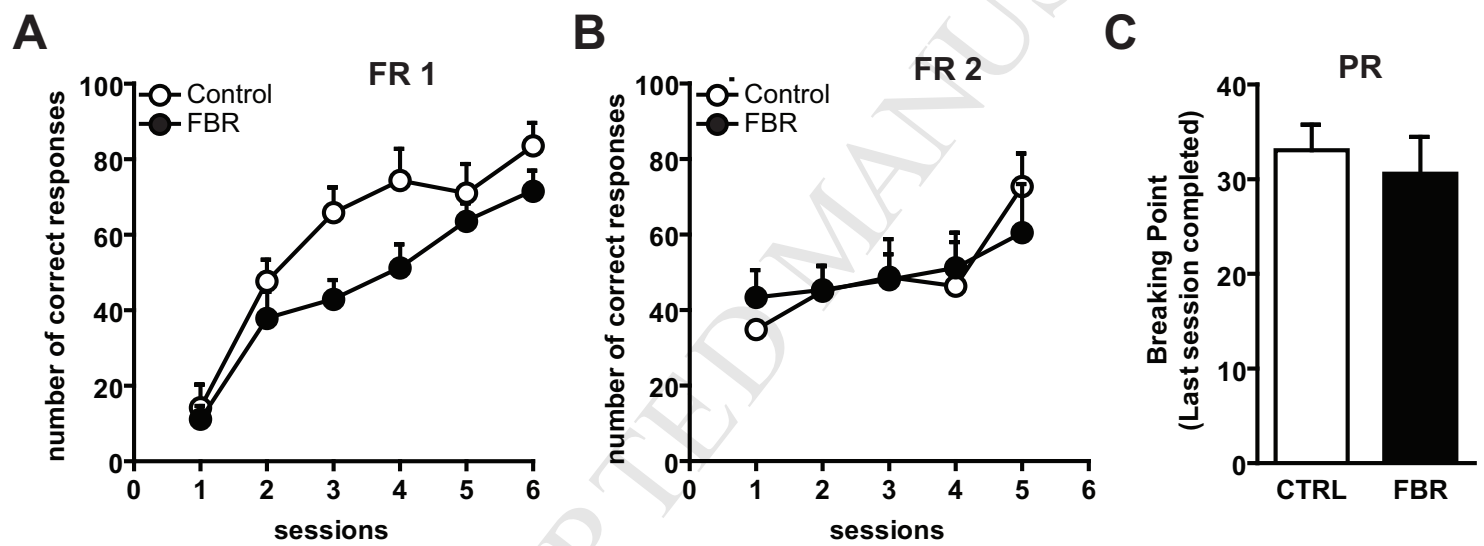 A
FR 1
Control
FBR
number of correct responses
100
80
60
40
20
0
0 1 2 3 4 5 6
sessions
B
FR 2
Control
FBR
number of correct responses
100
80
60
40
20
0
0 1 2 3 4 5 6
sessions
C
PR
Breaking Point
(Last session completed)
40
30
20
10
0
CTRL FBR
PTED MANUS